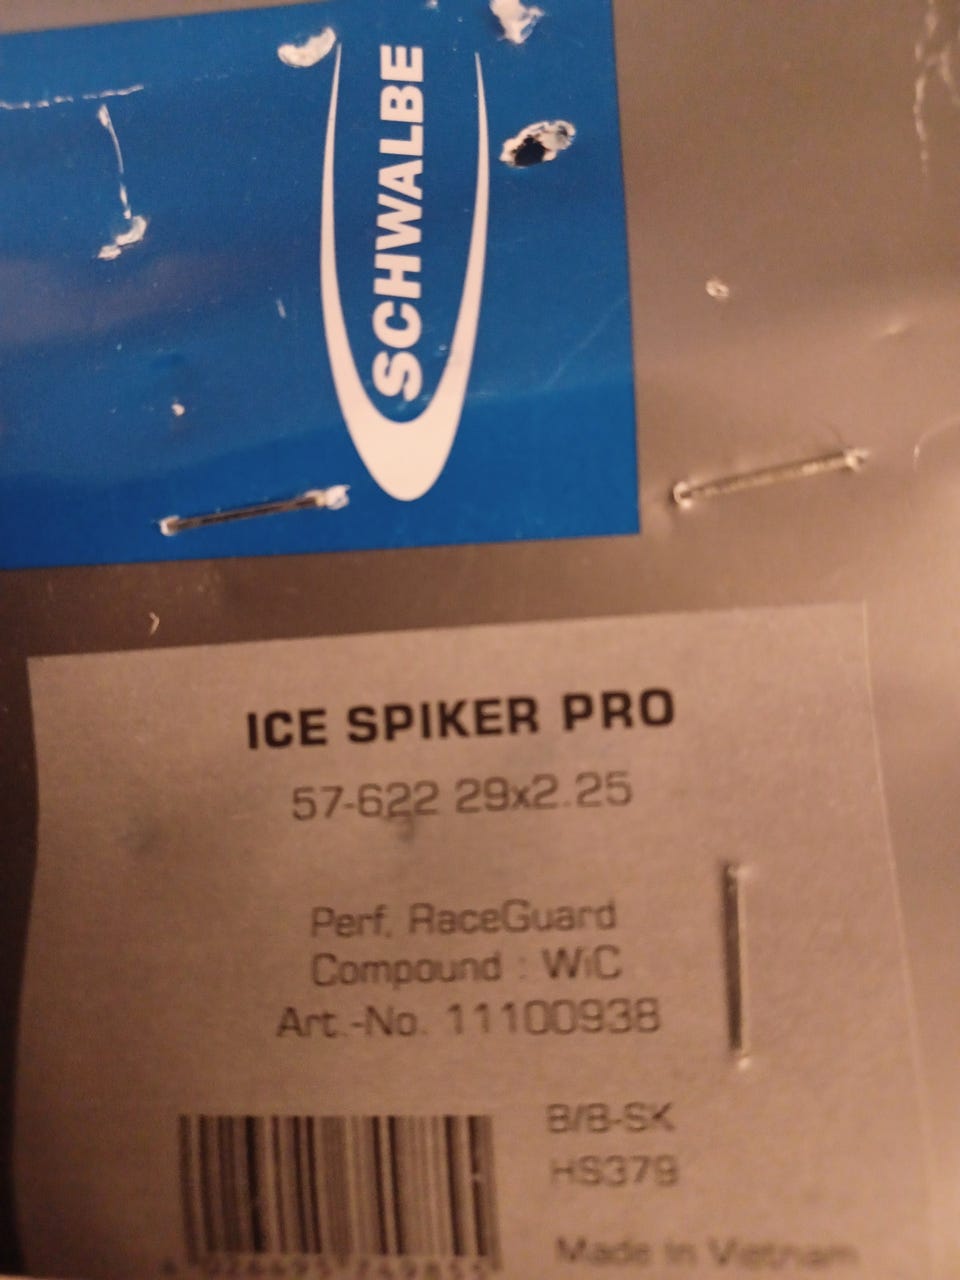 SCHWALBE
ICE SPIKER PRO
57-622 29x2.25
Perf. RaceGuard
Compound : WiC
Art.-No. 11100938
B/B-SK
HS379
Made in Vietnam